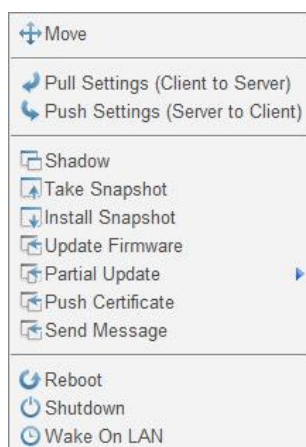 Move
Pull Settings (Client to Server)
Push Settings (Server to Client)
Shadow
Take Snapshot
Install Snapshot
Update Firmware
Partial Update
Push Certificate
Send Message
Reboot
Shutdown
Wake On LAN